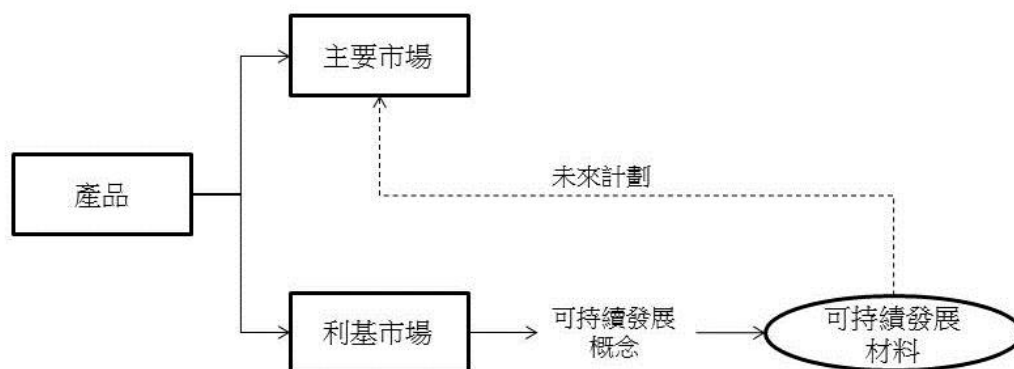 主要市場
產品
未來計劃
利基市場
可持續發展
概念
可持續發展
材料